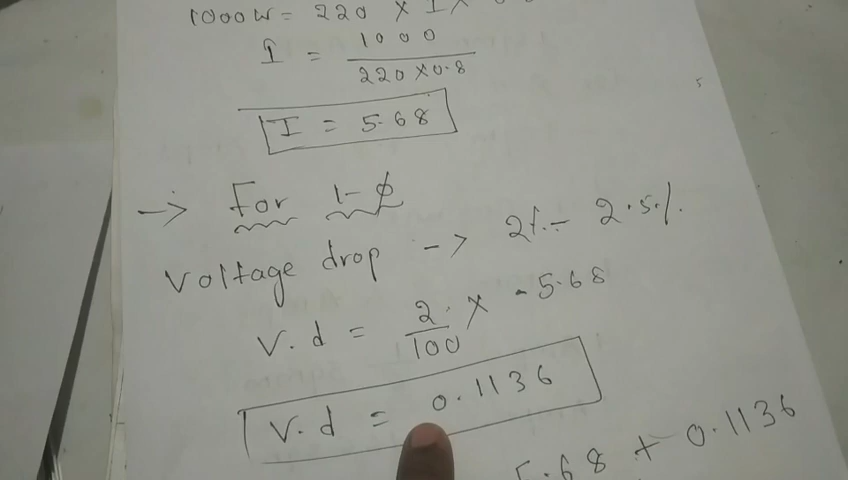 1000W = 220 X I X
I = 1000
220 X 0.8
I = 5.68
→ For 1-ϕ
Voltage drop → 2% - 2.5%.
V.d = 2/100 X 5.68
V.d = 0.1136
5.68 + 0.1136